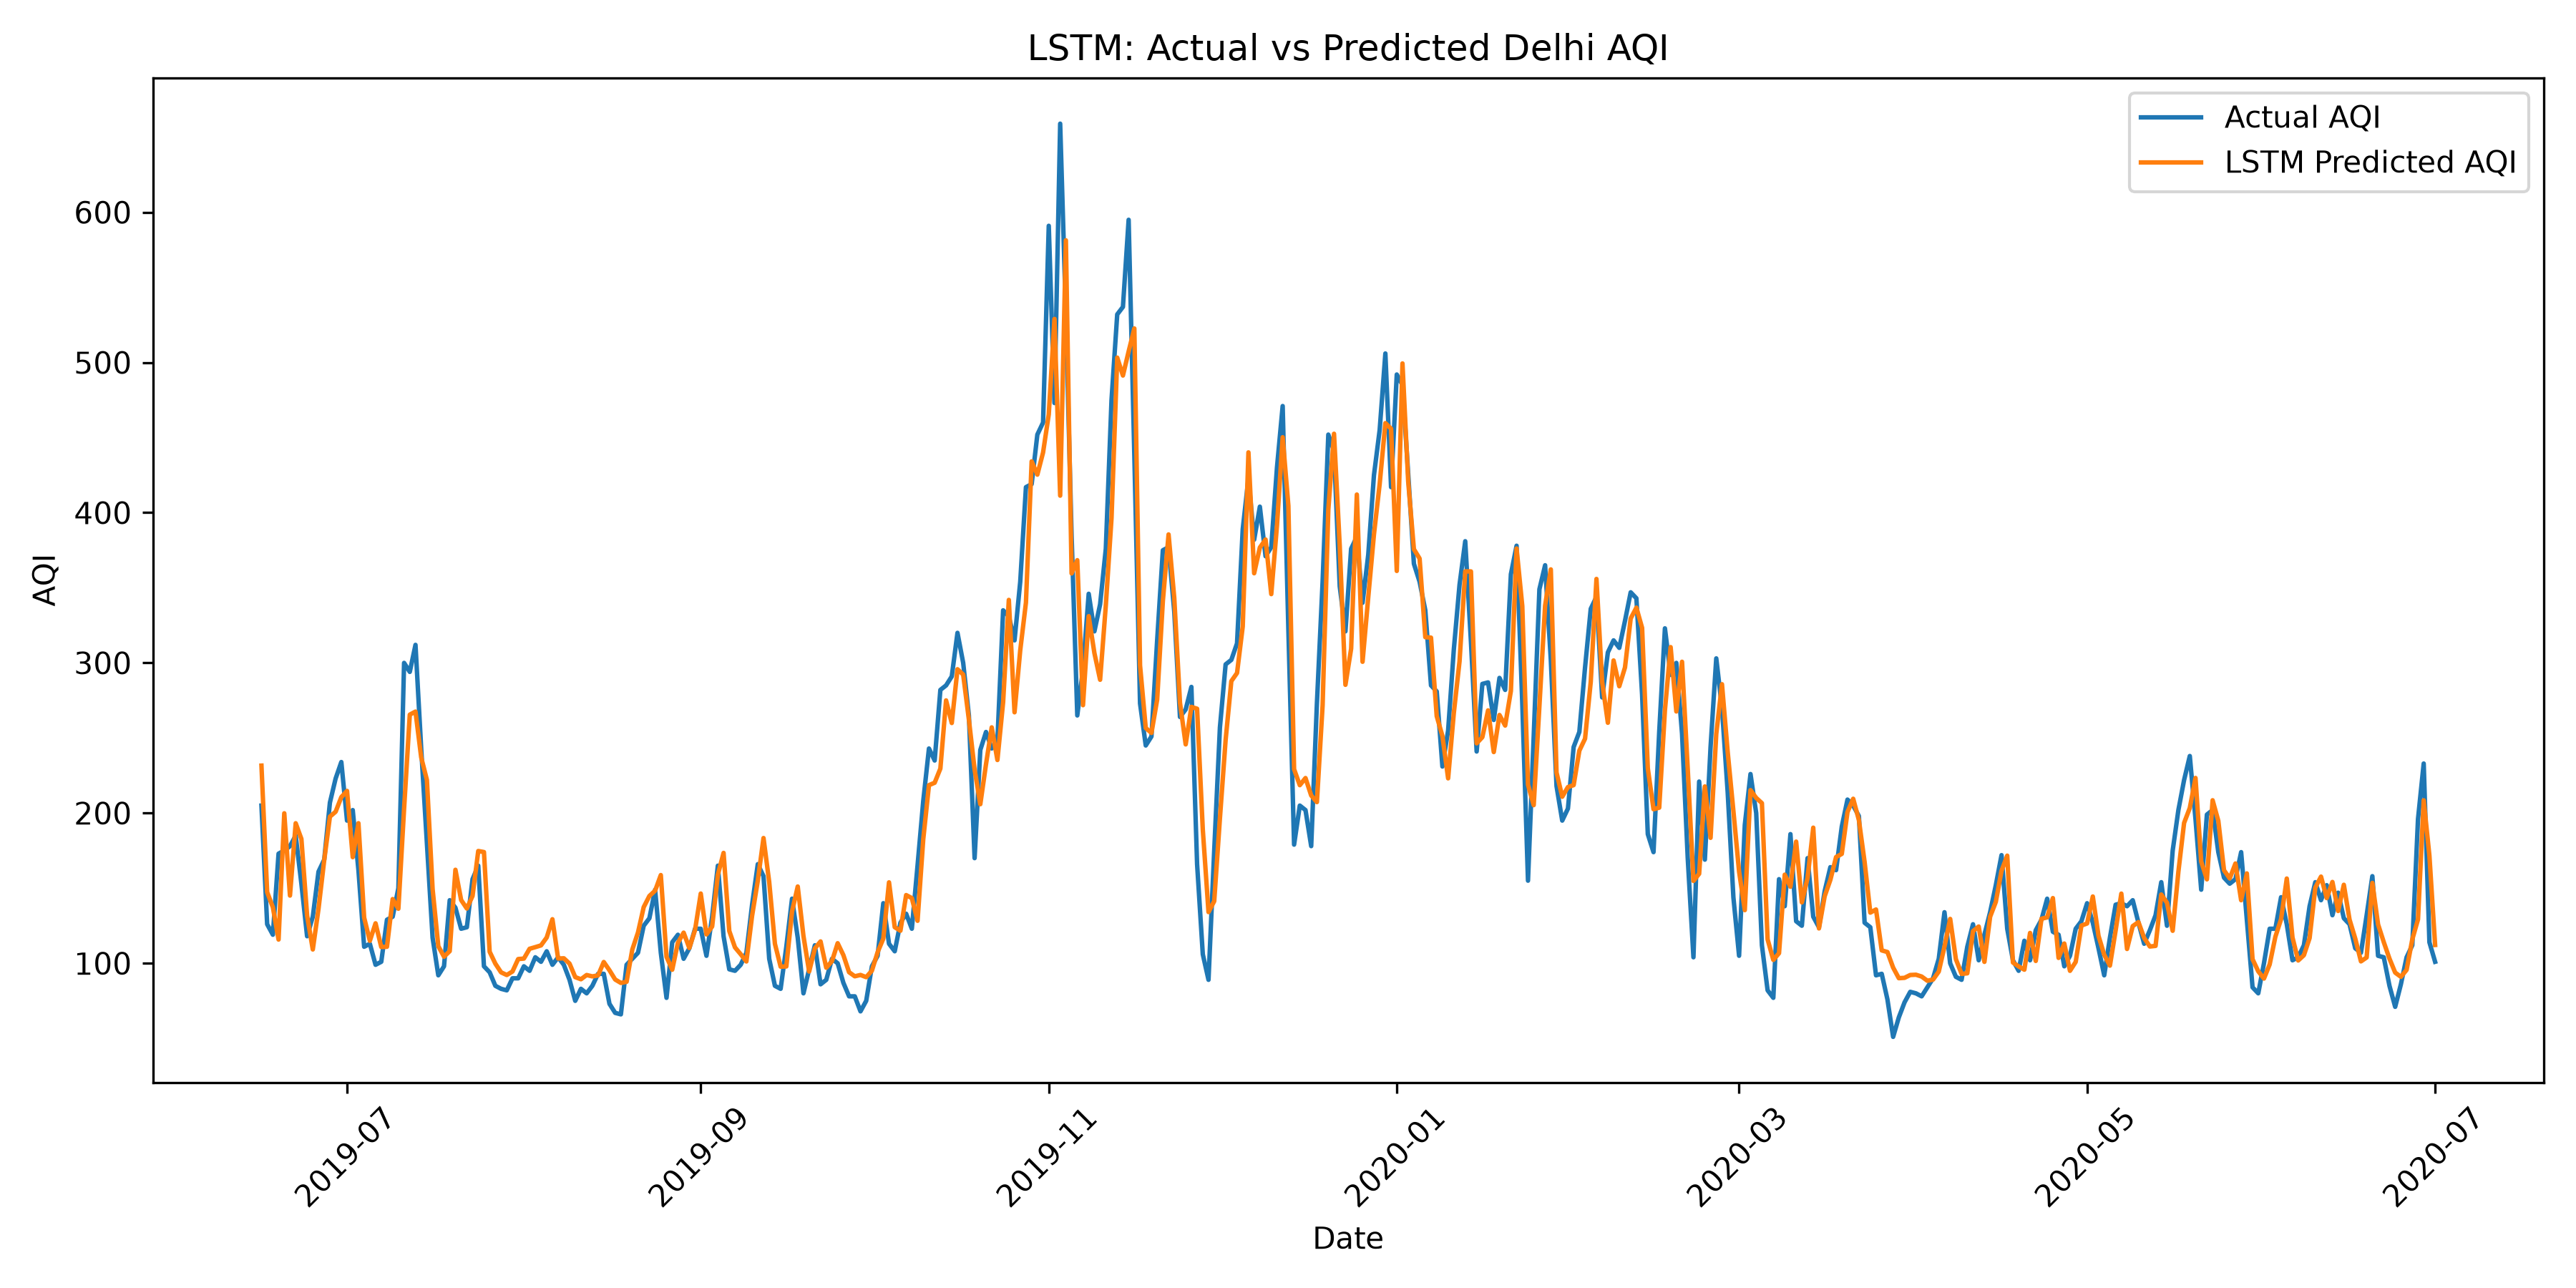 LSTM: Actual vs Predicted Delhi AQI
Actual AQI
LSTM Predicted AQI
600
500
400
300
200
100
AQI
2019-07
2019-09
2019-11
2020-01
2020-03
2020-05
2020-07
Date